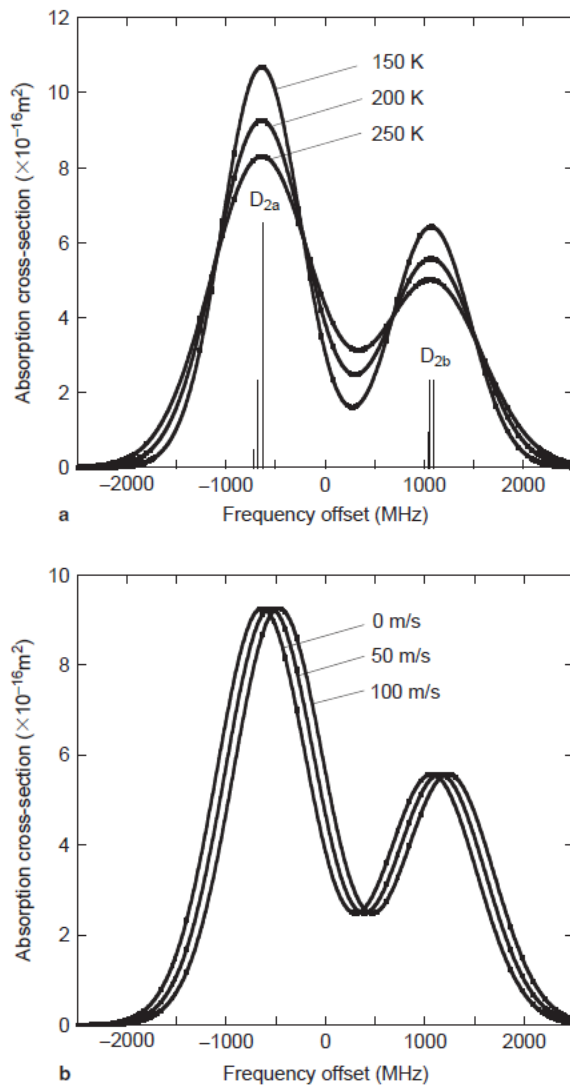 12
10
8
6
4
2
0
Absorption cross-section (×10⁻¹⁶m²)
150 K
200 K
250 K
D₂ₐ
D₂b
−2000
−1000
0
1000
2000
a
Frequency offset (MHz)
10
8
6
4
2
0
Absorption cross-section (×10⁻¹⁶m²)
0 m/s
50 m/s
100 m/s
−2000
−1000
0
1000
2000
b
Frequency offset (MHz)